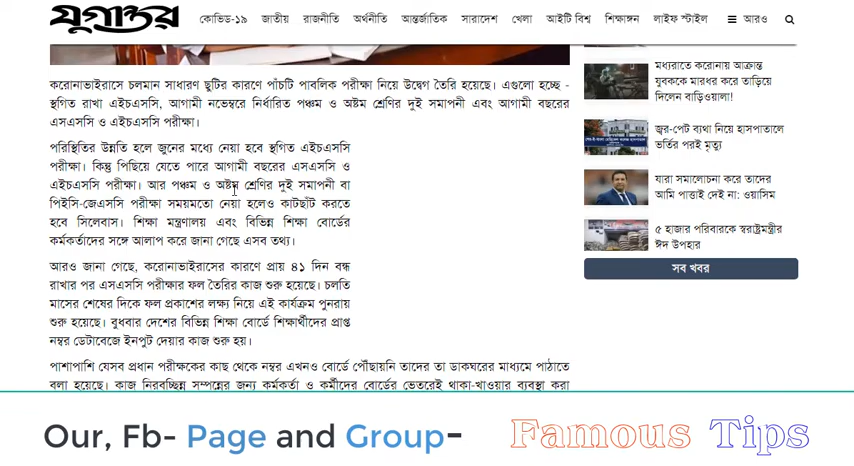 যুগান্তর
কোভিড-১৯ জাতীয় রাজনীতি অর্থনীতি আন্তর্জাতিক সারাদেশ খেলা আইটি বিশ্ব শিক্ষাঙ্গন লাইফ স্টাইল আরও
করোনাভাইরাসে চলমান সাধারণ ছুটির কারণে পাঁচটি পাবলিক পরীক্ষা নিয়ে উদ্বেগ তৈরি হয়েছে। এগুলো হচ্ছে -
স্থগিত রাখা এইচএসসি, আগামী নভেম্বরে নির্ধারিত পঞ্চম ও অষ্টম শ্রেণির দুই সমাপনী এবং আগামী বছরের
এসএসসি ও এইচএসসি পরীক্ষা।
পরিস্থিতির উন্নতি হলে জুনের মধ্যে নেয়া হবে স্থগিত এইচএসসি
পরীক্ষা। কিন্তু পিছিয়ে যেতে পারে আগামী বছরের এসএসসি ও
এইচএসসি পরীক্ষা। আর পঞ্চম ও অষ্টম শ্রেণির দুই সমাপনী বা
পিইসি-জেএসসি পরীক্ষা সময়মতো নেয়া হলেও কাটছাঁট করতে
হবে সিলেবাস। শিক্ষা মন্ত্রণালয় এবং বিভিন্ন শিক্ষা বোর্ডের
কর্মকর্তাদের সঙ্গে আলাপ করে জানা গেছে এসব তথ্য।
আরও জানা গেছে, করোনাভাইরাসের কারণে প্রায় ৪১ দিন বন্ধ
রাখার পর এসএসসি পরীক্ষার ফল তৈরির কাজ শুরু হয়েছে। চলতি
মাসের শেষের দিকে ফল প্রকাশের লক্ষ্য নিয়ে এই কার্যক্রম পুনরায়
শুরু হয়েছে। বুধবার দেশের বিভিন্ন শিক্ষা বোর্ডে শিক্ষার্থীদের প্রাপ্ত
নম্বর ডেটাবেজে ইনপুট দেয়ার কাজ শুরু হয়।
পাশাপাশি যেসব প্রধান পরীক্ষকের কাছ থেকে নম্বর এখনও বোর্ডে পৌঁছায়নি তাদের তা ডাকঘরের মাধ্যমে পাঠাতে
বলা হয়েছে। কাজ নিরবচ্ছিন্ন সম্পন্নের জন্য কর্মকর্তা ও কর্মীদের বোর্ডের ভেতরেই থাকা-খাওয়ার ব্যবস্থা করা
মধ্যরাতে করোনায় আক্রান্ত
যুবককে মারধর করে তাড়িয়ে
দিলেন বাড়িওয়ালা!
জ্বর-পেট ব্যথা নিয়ে হাসপাতালে
ভর্তির পরই মৃত্যু
যারা সমালোচনা করে তাদের
আমি পাত্তাই দেই না: ওয়াসিম
৫ হাজার পরিবারকে স্বরাষ্ট্রমন্ত্রীর
ঈদ উপহার
সব খবর
Our, Fb- Page and Group-
Famous Tips